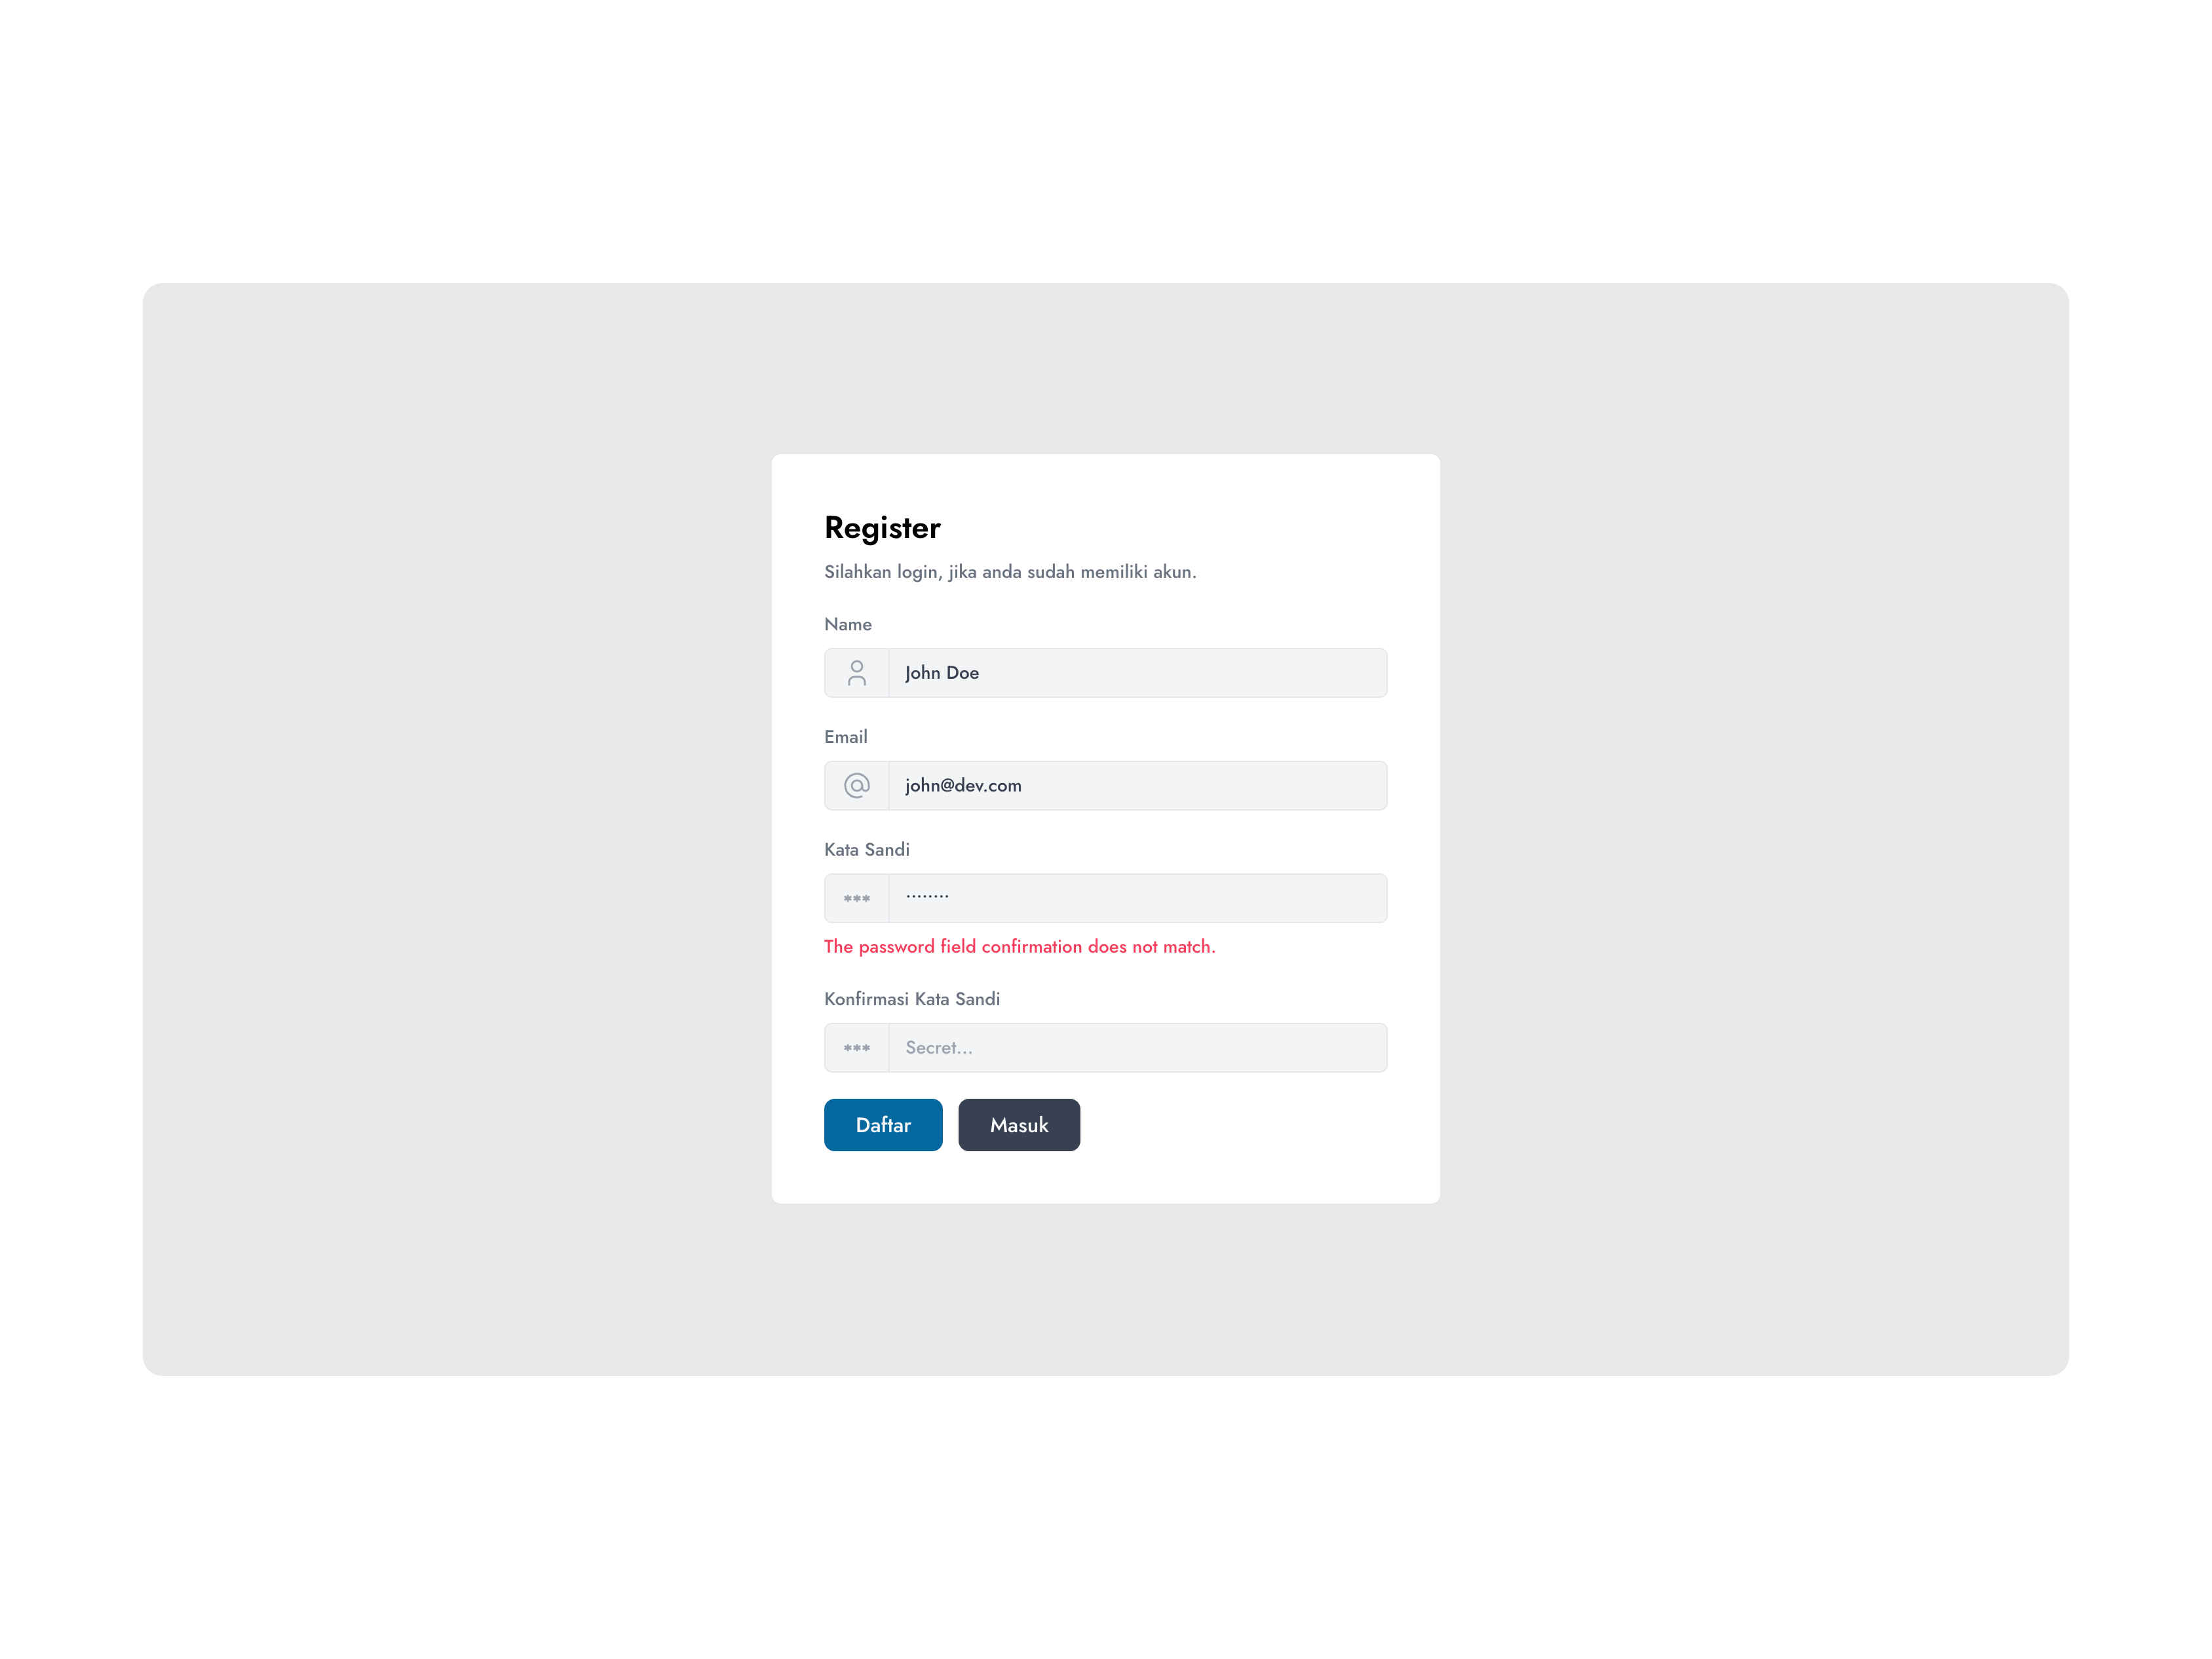 Register
Silahkan login, jika anda sudah memiliki akun.
Name
John Doe
Email
@ john@dev.com
Kata Sandi
*** ········
The password field confirmation does not match.
Konfirmasi Kata Sandi
*** Secret...
Daftar Masuk